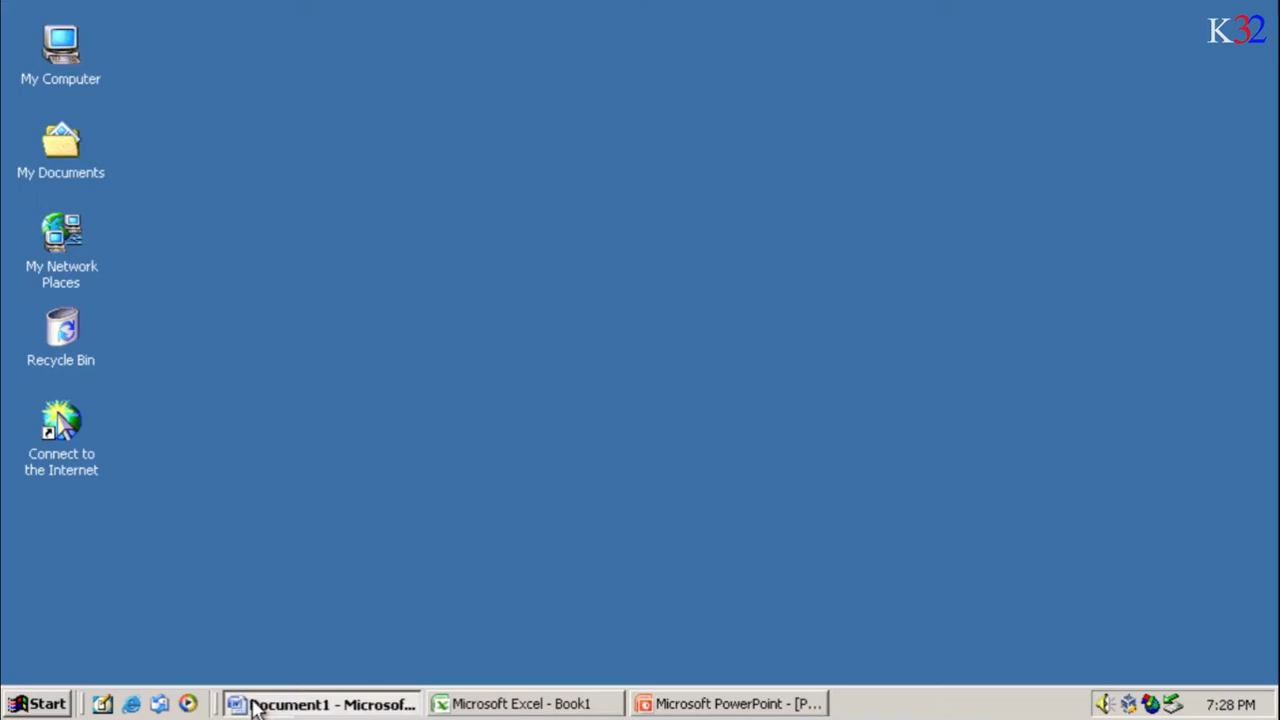 K32
My Computer
My Documents
My Network
Places
Recycle Bin
Connect to
the Internet
Start
Document1 - Microsof...
Microsoft Excel - Book1
Microsoft PowerPoint - [P...
7:28 PM